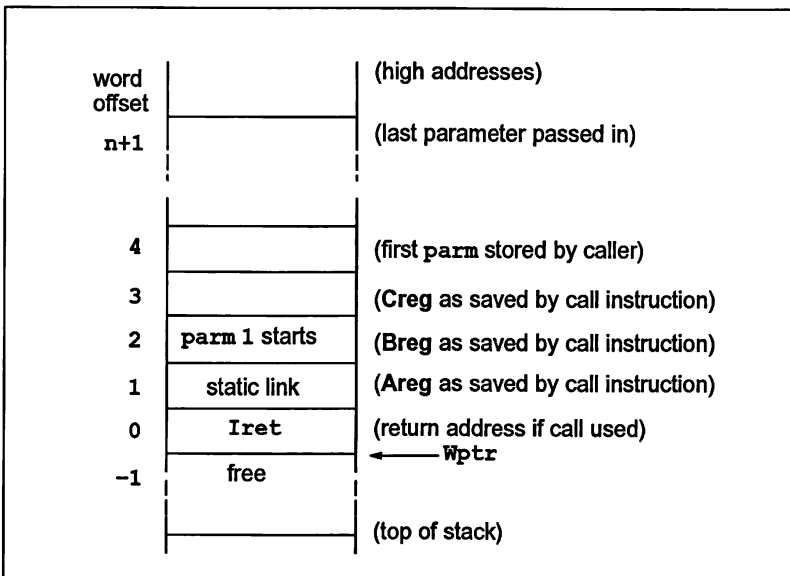 word offset
(high addresses)
n+1
(last parameter passed in)
4
(first parm stored by caller)
3
(Creg as saved by call instruction)
2
parm 1 starts
(Breg as saved by call instruction)
1
static link
(Areg as saved by call instruction)
0
Iret
(return address if call used)
Wptr
-1
free
(top of stack)